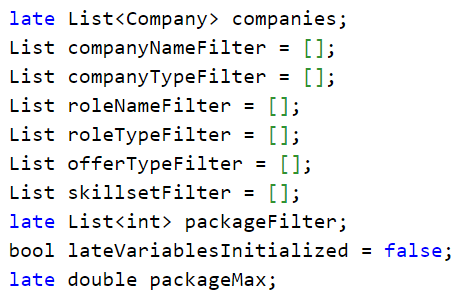 late List<Company> companies;
List companyNameFilter = [];
List companyTypeFilter = [];
List roleNameFilter = [];
List roleTypeFilter = [];
List offerTypeFilter = [];
List skillsetFilter = [];
late List<int> packageFilter;
bool lateVariablesInitialized = false;
late double packageMax;